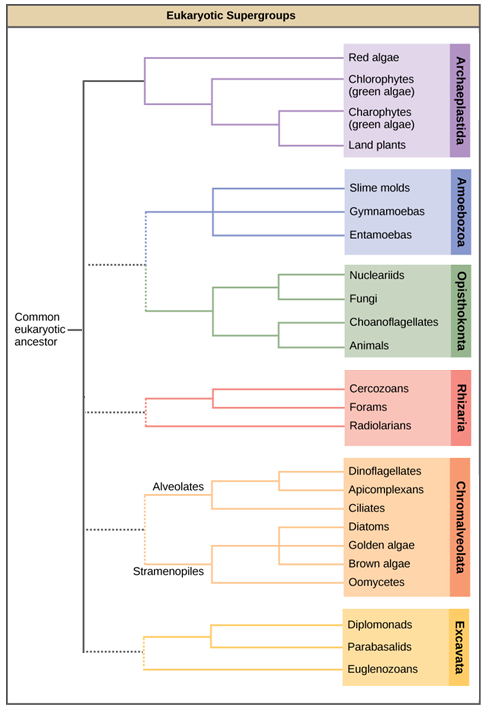 Eukaryotic Supergroups
Red algae
Chlorophytes
(green algae)
Charophytes
(green algae)
Land plants
Archaeplastida
Slime molds
Gymnamoebas
Entamoebas
Amoebozoa
Nucleariids
Fungi
Choanoflagellates
Animals
Opisthokonta
Common
eukaryotic
ancestor
Cercozoans
Forams
Radiolarians
Rhizaria
Alveolates
Dinoflagellates
Apicomplexans
Ciliates
Stramenopiles
Diatoms
Golden algae
Brown algae
Oomycetes
Chromalveolata
Diplomonads
Parabasalids
Euglenozoans
Excavata